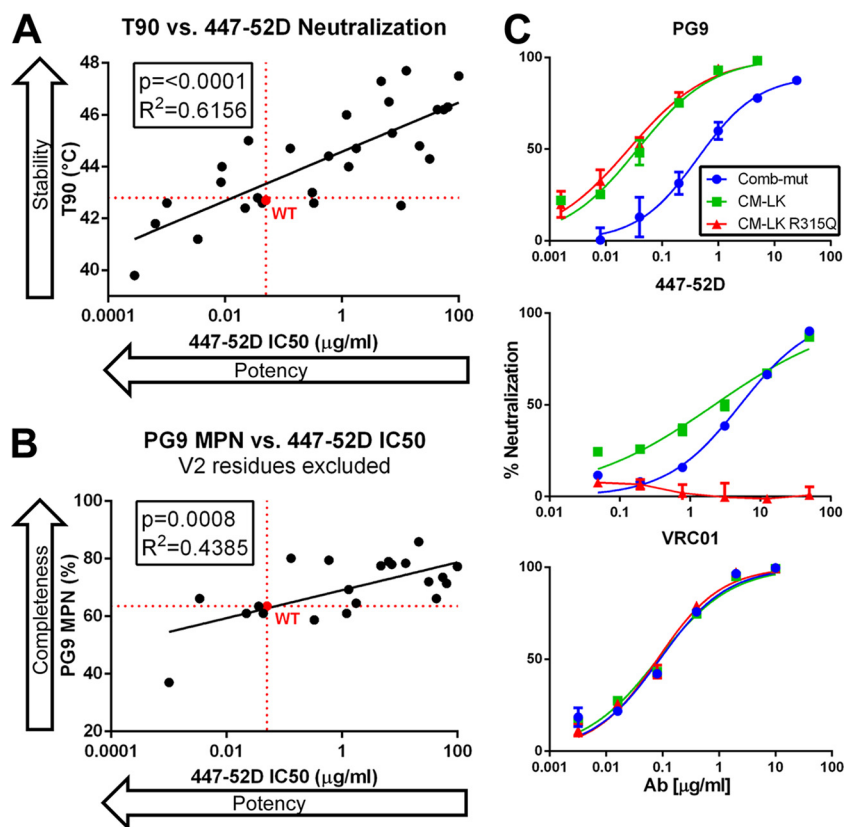 A
T90 vs. 447-52D Neutralization
Stability
T90 (°C)
48
46
44
42
40
p=<0.0001
R²=0.6156
WT
0.0001
0.01
1
100
447-52D IC50 (μg/ml)
Potency
B
PG9 MPN vs. 447-52D IC50
V2 residues excluded
Completeness
PG9 MPN (%)
100
80
60
40
20
p=0.0008
R²=0.4385
WT
0.0001
0.01
1
100
447-52D IC50 (μg/ml)
Potency
C
PG9
100
50
0
Comb-mut
CM-LK
CM-LK R315Q
0.001
0.01
0.1
1
10
100
447-52D
% Neutralization
100
50
0
0.01
0.1
1
10
100
VRC01
100
50
0
0.001
0.01
0.1
1
10
100
Ab [μg/ml]